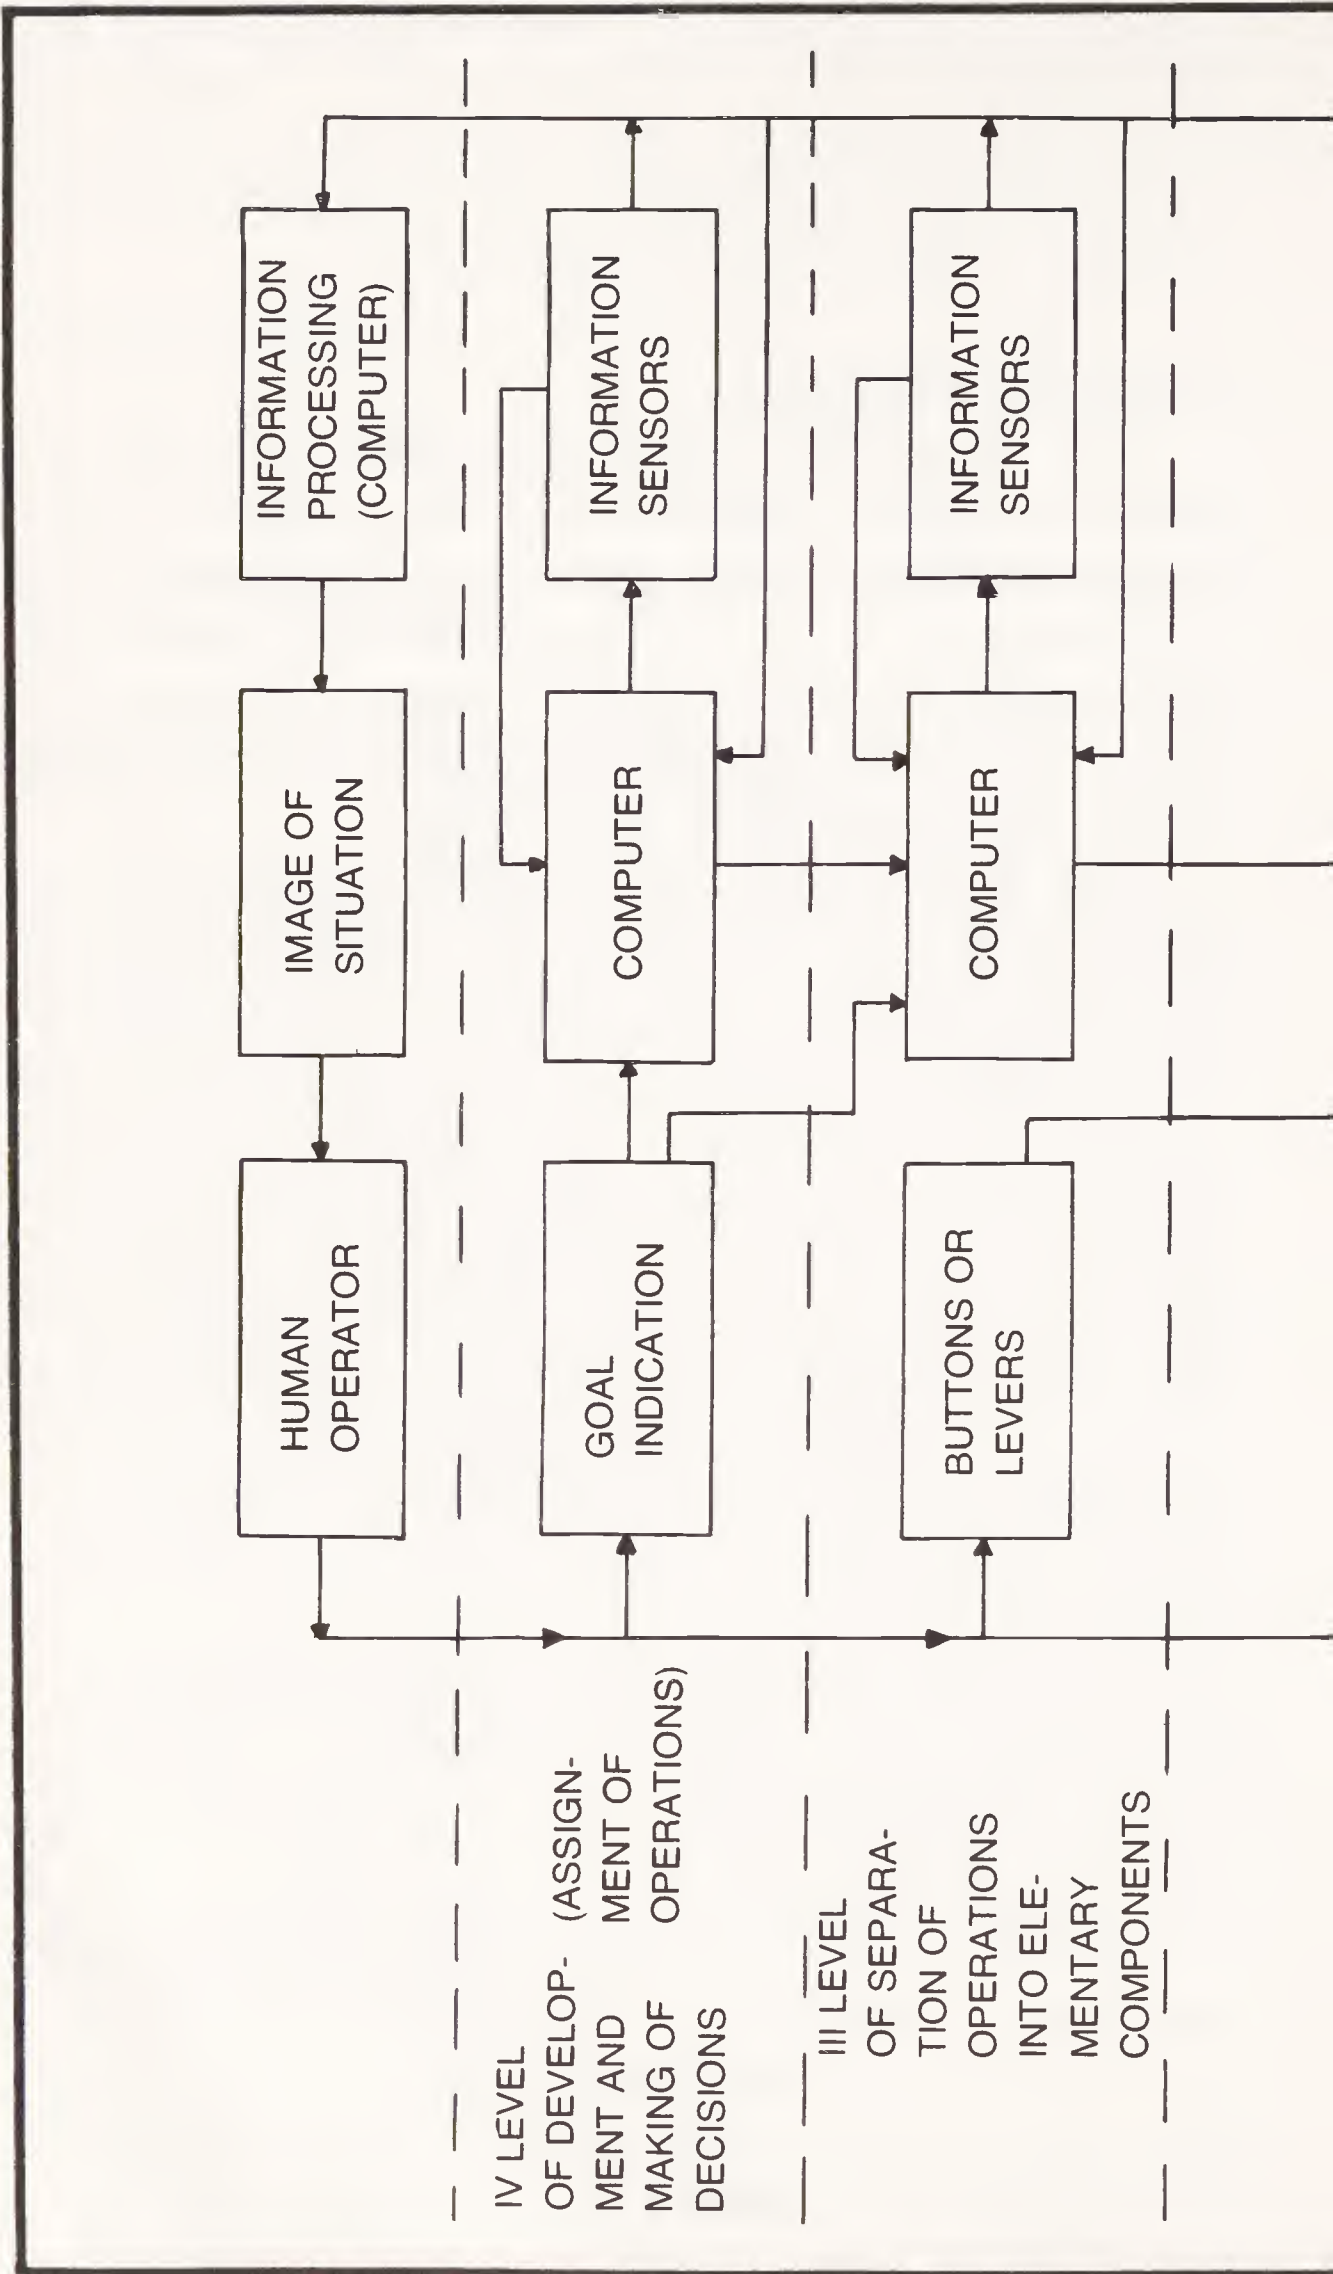 HUMAN
OPERATOR
IMAGE OF
SITUATION
INFORMATION
PROCESSING
(COMPUTER)
IV LEVEL
OF DEVELOP-
MENT AND
MAKING OF
DECISIONS
(ASSIGN-
MENT OF
OPERATIONS)
GOAL
INDICATION
COMPUTER
INFORMATION
SENSORS
III LEVEL
OF SEPARA-
TION OF
OPERATIONS
INTO ELE-
MENTARY
COMPONENTS
BUTTONS OR
LEVERS
COMPUTER
INFORMATION
SENSORS